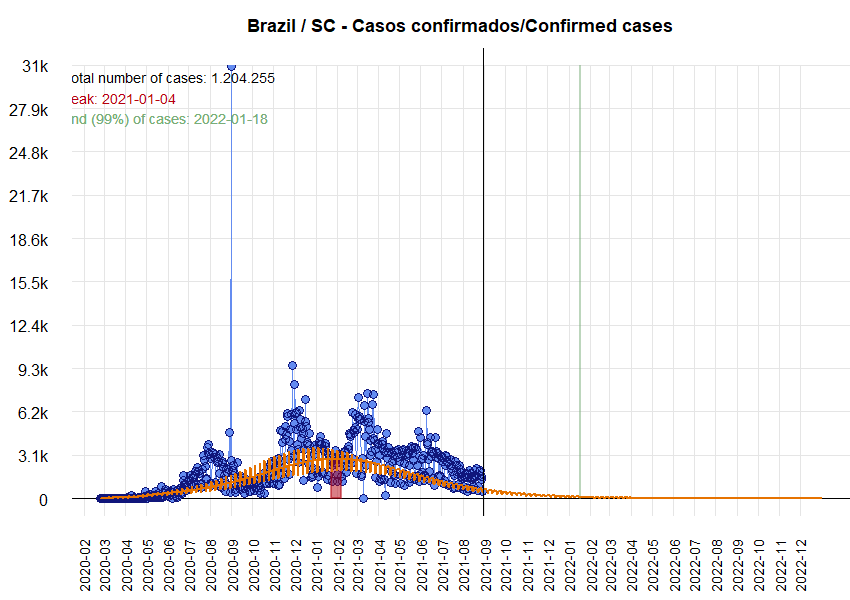 Brazil / SC - Casos confirmados/Confirmed cases
31k
otal number of cases: 1.204.255
eak: 2021-01-04
nd (99%) of cases: 2022-01-18
27.9k
24.8k
21.7k
18.6k
15.5k
12.4k
9.3k
6.2k
3.1k
0
2020-02
2020-03
2020-04
2020-05
2020-06
2020-07
2020-08
2020-09
2020-10
2020-11
2020-12
2021-01
2021-02
2021-03
2021-04
2021-05
2021-06
2021-07
2021-08
2021-09
2021-10
2021-11
2021-12
2022-01
2022-02
2022-03
2022-04
2022-05
2022-06
2022-07
2022-08
2022-09
2022-10
2022-11
2022-12